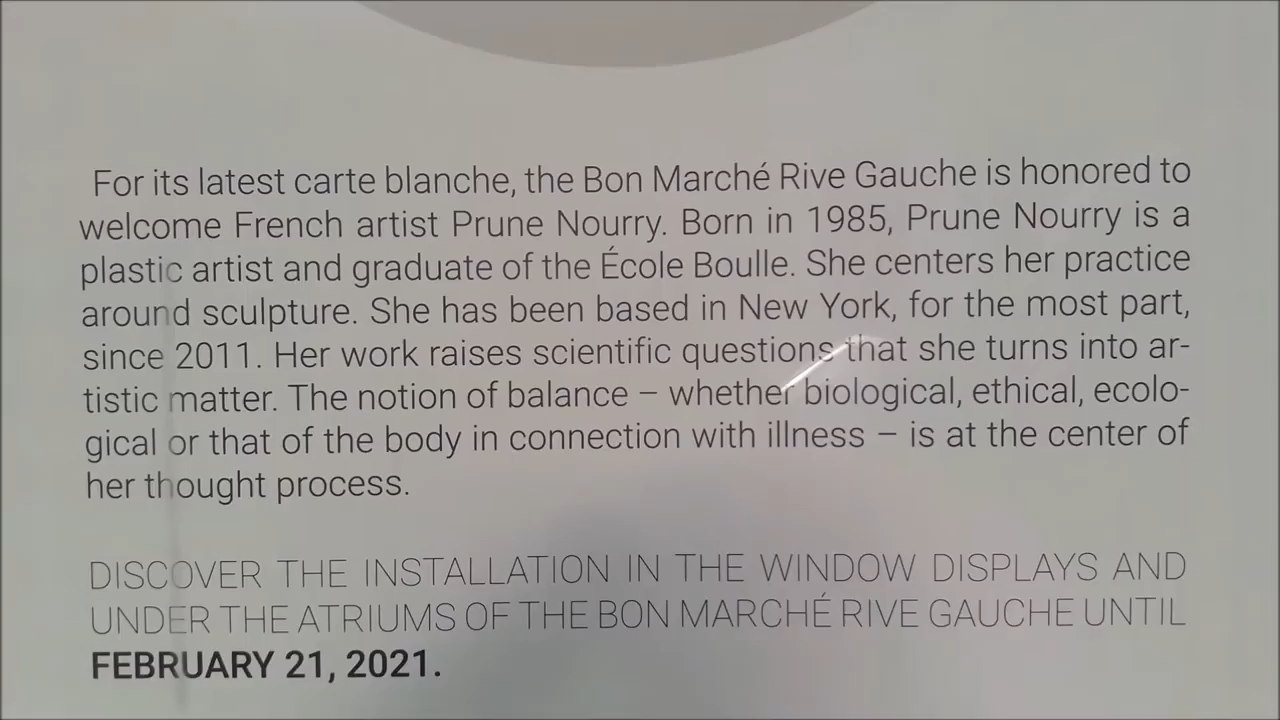 For its latest carte blanche, the Bon Marché Rive Gauche is honored to
welcome French artist Prune Nourry. Born in 1985, Prune Nourry is a
plastic artist and graduate of the École Boulle. She centers her practice
around sculpture. She has been based in New York, for the most part,
since 2011. Her work raises scientific questions that she turns into ar-
tistic matter. The notion of balance – whether biological, ethical, ecolo-
gical or that of the body in connection with illness – is at the center of
her thought process.
DISCOVER THE INSTALLATION IN THE WINDOW DISPLAYS AND
UNDER THE ATRIUMS OF THE BON MARCHÉ RIVE GAUCHE UNTIL
FEBRUARY 21, 2021.